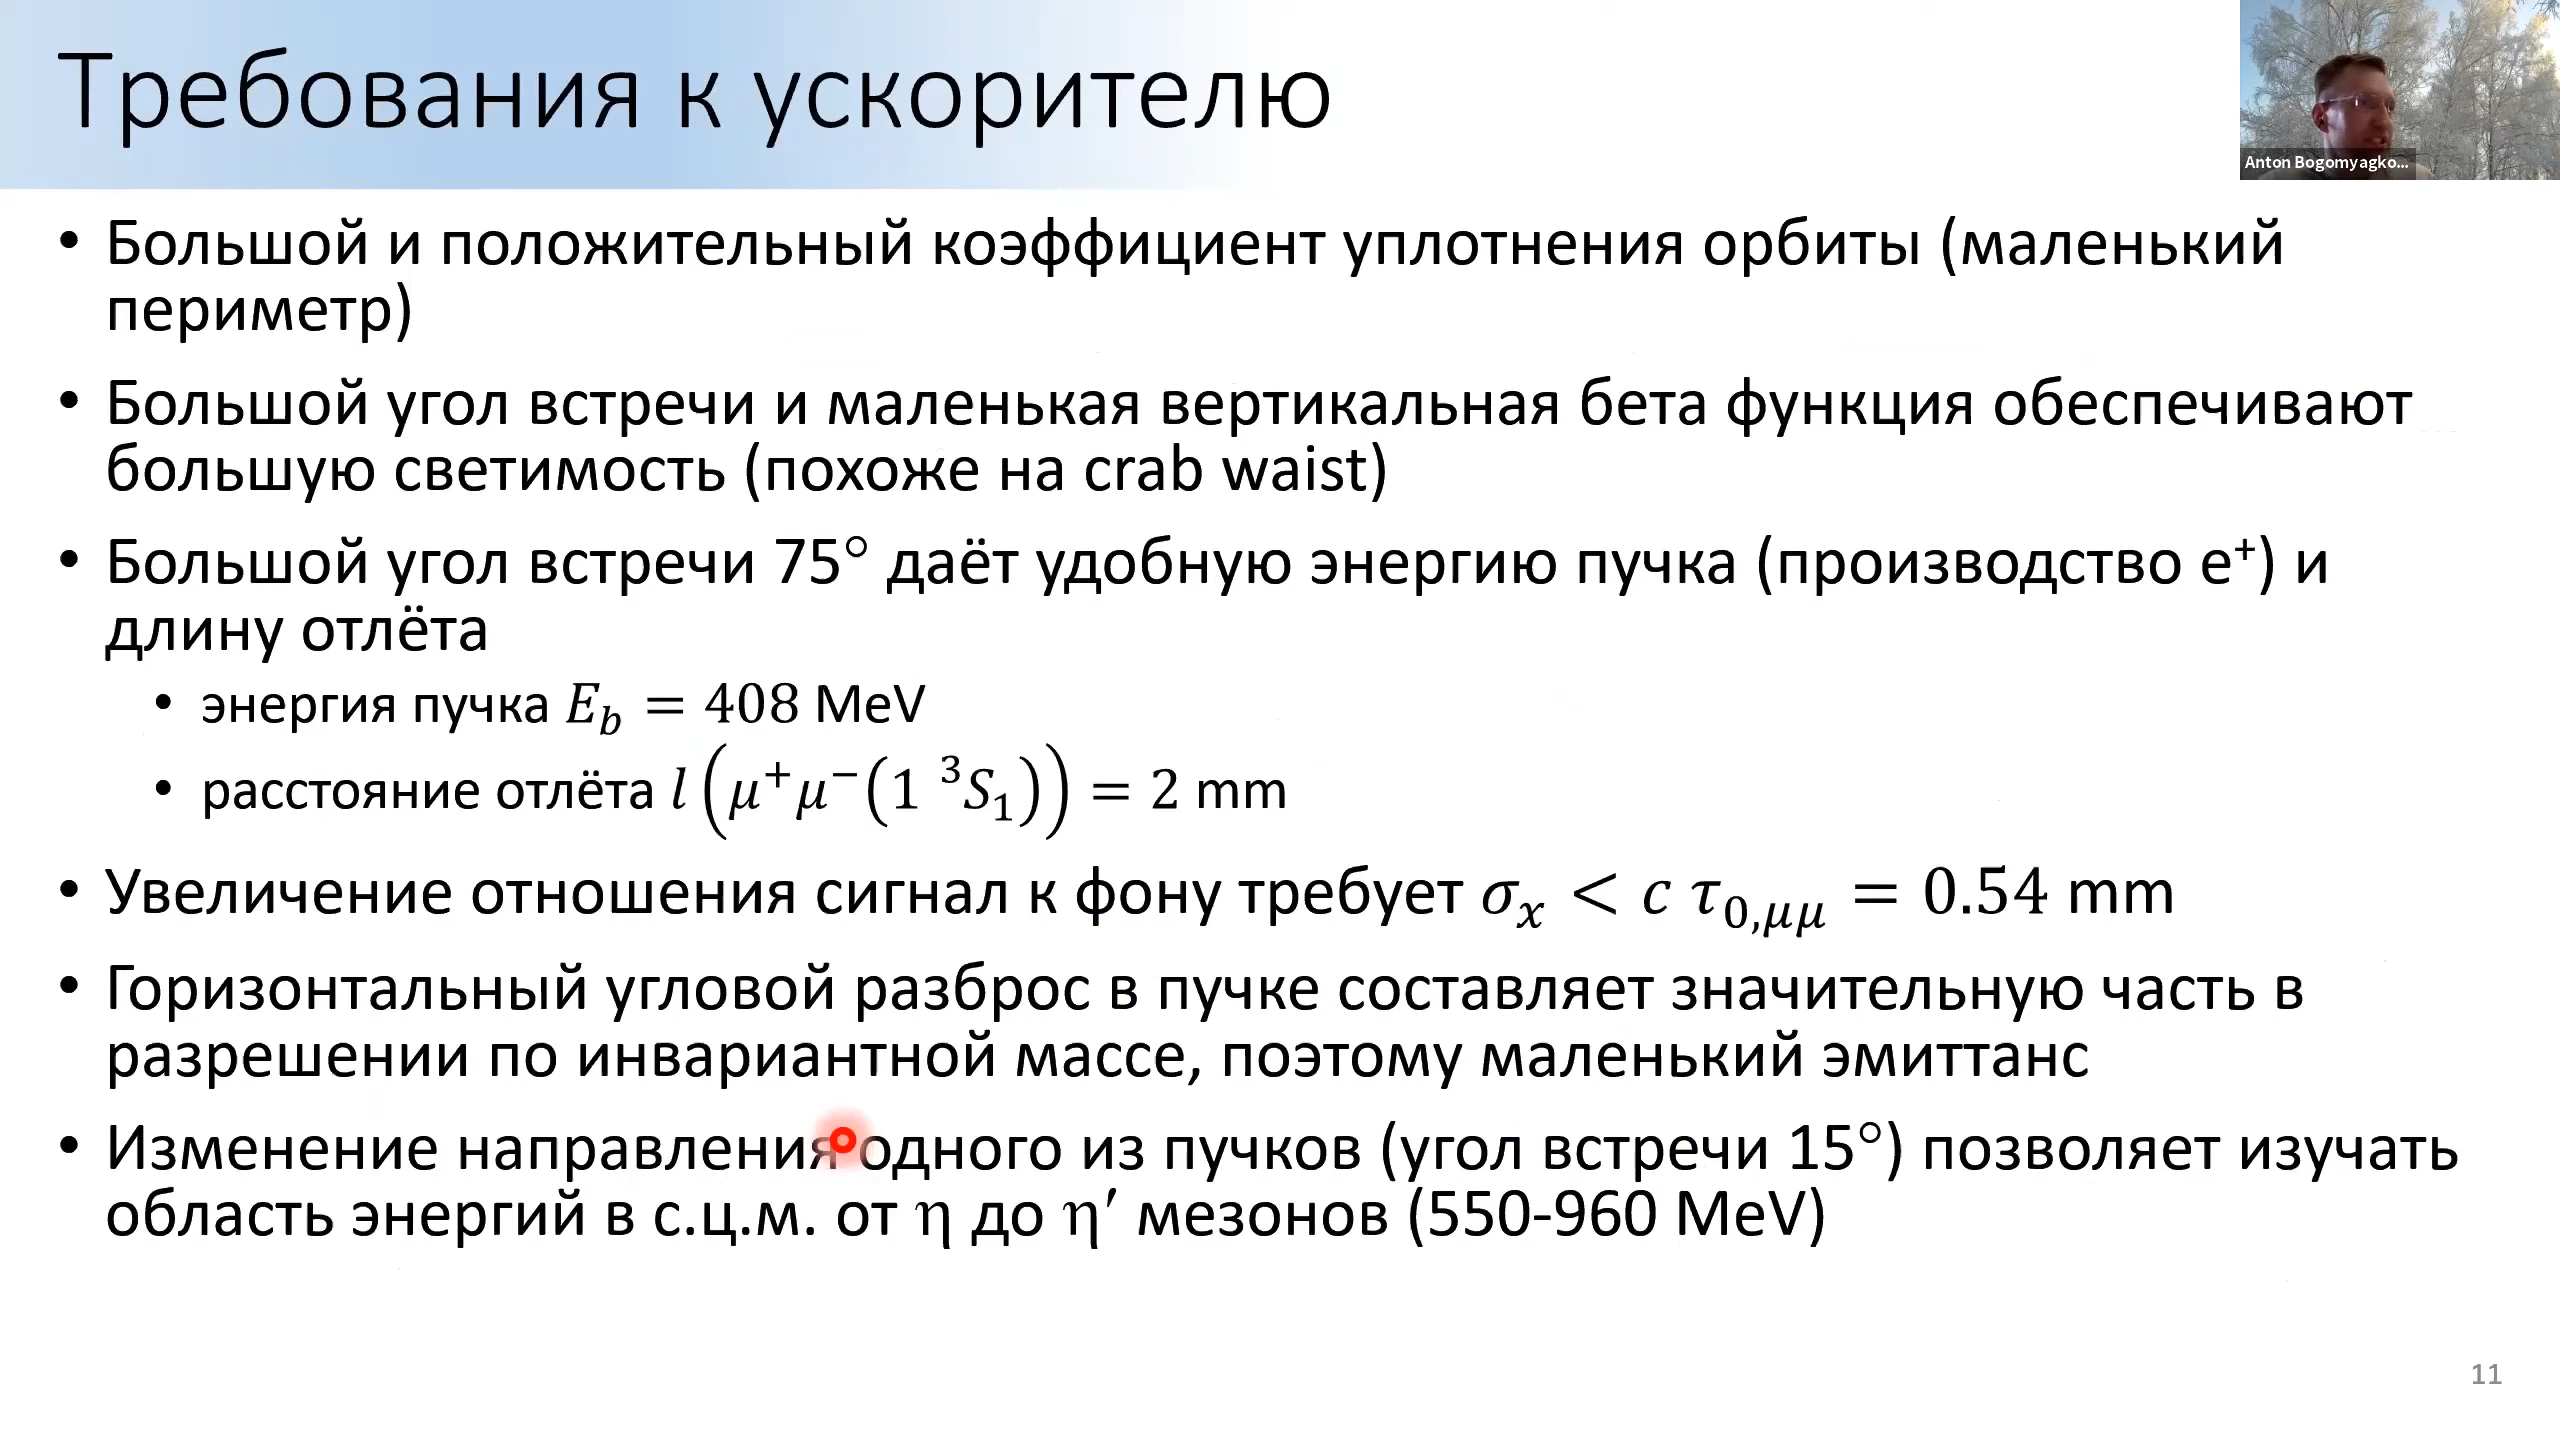 Требования к ускорителю
Anton Bogomyagko...
• Большой и положительный коэффициент уплотнения орбиты (маленький
периметр)
• Большой угол встречи и маленькая вертикальная бета функция обеспечивают
большую светимость (похоже на crab waist)
• Большой угол встречи 75° даёт удобную энергию пучка (производство e⁺) и
длину отлёта
• энергия пучка E_b = 408 MeV
• расстояние отлёта l(μ⁺μ⁻(1 ³S₁)) = 2 mm
• Увеличение отношения сигнал к фону требует σₓ < c τ_{0,μμ} = 0.54 mm
• Горизонтальный угловой разброс в пучке составляет значительную часть в
разрешении по инвариантной массе, поэтому маленький эмиттанс
• Изменение направления одного из пучков (угол встречи 15°) позволяет изучать
область энергий в с.ц.м. от η до η′ мезонов (550-960 MeV)
11